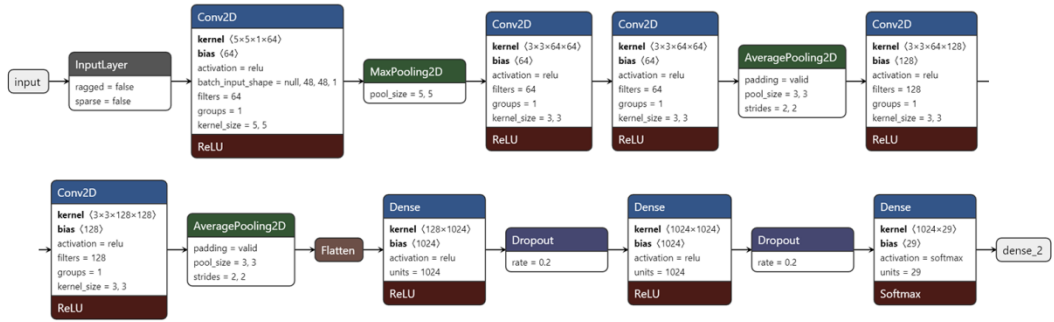 input
InputLayer
ragged = false
sparse = false
Conv2D
kernel ⟨5×5×1×64⟩
bias ⟨64⟩
activation = relu
batch_input_shape = null, 48, 48, 1
filters = 64
groups = 1
kernel_size = 5, 5
ReLU
MaxPooling2D
pool_size = 5, 5
Conv2D
kernel ⟨3×3×64×64⟩
bias ⟨64⟩
activation = relu
filters = 64
groups = 1
kernel_size = 3, 3
ReLU
Conv2D
kernel ⟨3×3×64×64⟩
bias ⟨64⟩
activation = relu
filters = 64
groups = 1
kernel_size = 3, 3
ReLU
AveragePooling2D
padding = valid
pool_size = 3, 3
strides = 2, 2
Conv2D
kernel ⟨3×3×64×128⟩
bias ⟨128⟩
activation = relu
filters = 128
groups = 1
kernel_size = 3, 3
ReLU
Conv2D
kernel ⟨3×3×128×128⟩
bias ⟨128⟩
activation = relu
filters = 128
groups = 1
kernel_size = 3, 3
ReLU
AveragePooling2D
padding = valid
pool_size = 3, 3
strides = 2, 2
Flatten
Dense
kernel ⟨128×1024⟩
bias ⟨1024⟩
activation = relu
units = 1024
ReLU
Dropout
rate = 0.2
Dense
kernel ⟨1024×1024⟩
bias ⟨1024⟩
activation = relu
units = 1024
ReLU
Dropout
rate = 0.2
Dense
kernel ⟨1024×29⟩
bias ⟨29⟩
activation = softmax
units = 29
Softmax
dense_2